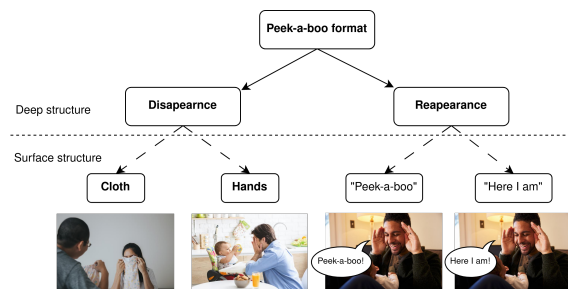 Peek-a-boo format
Disapearnce
Reapearance
Deep structure
Surface structure
Cloth
Hands
"Peek-a-boo"
"Here I am"
Peek-a-boo!
Here I am!